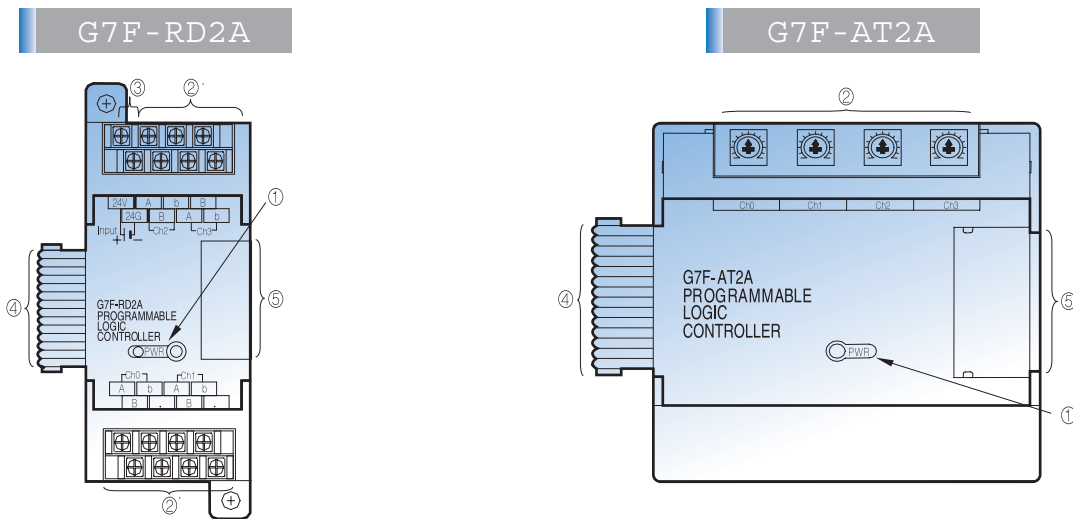 G7F-RD2A
G7F-AT2A
③ ②′
24V A b B
24G B A b
Input
+ −
Ch2 Ch3
①
④
⑤
G7F-RD2A
PROGRAMMABLE
LOGIC
CONTROLLER
PWR
Ch0 Ch1
A b A b
B . B .
②′
②
Ch0 Ch1 Ch2 Ch3
④
⑤
G7F-AT2A
PROGRAMMABLE
LOGIC
CONTROLLER
PWR
①